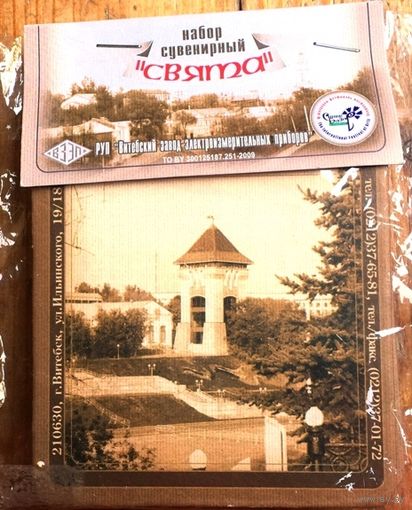 набор
сувенирный
"СВЯТА"
ВЗЭП
РУП "Витебский завод электроизмерительных приборов"
ТО BY 300125187.251-2009
210630, г.Витебск, ул.Ильинского, 19/18
тел. (0212)37-65-81, тел/факс. (0212)37-01-72